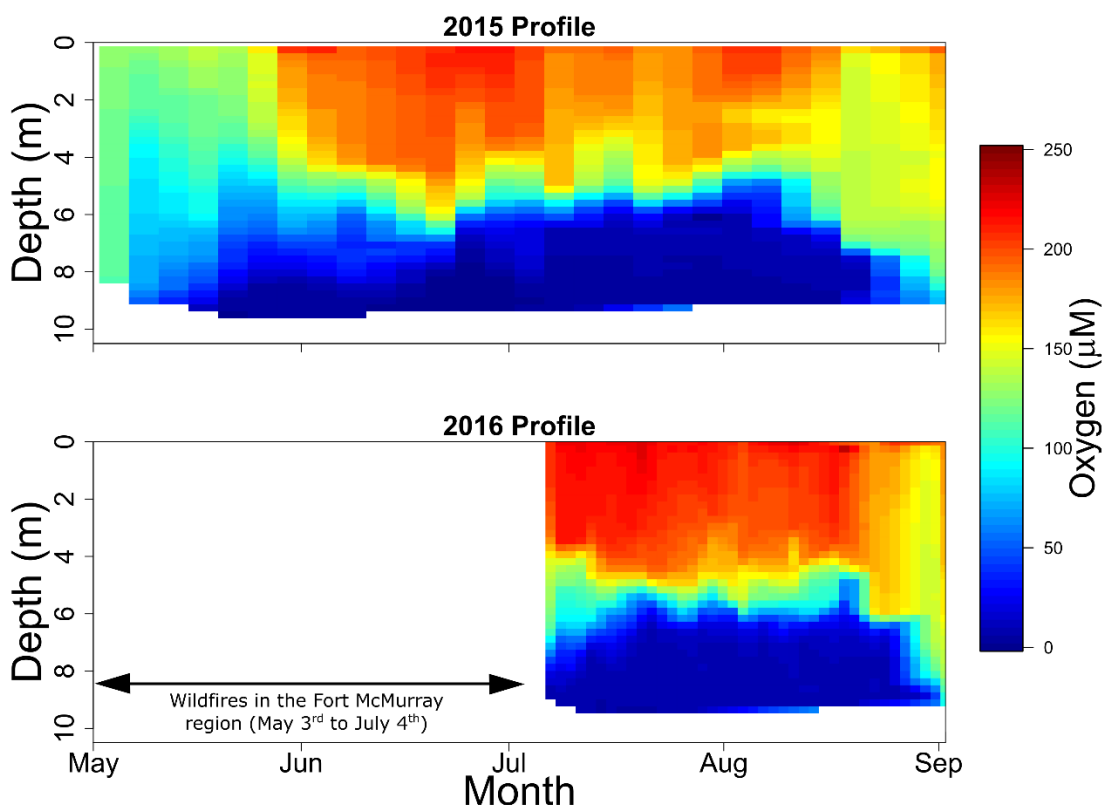 2015 Profile
0
2
4
6
8
10
Depth (m)
May
Jun
Jul
Aug
Sep
250
200
150
100
50
0
Oxygen (μM)
2016 Profile
0
2
4
6
8
10
Depth (m)
Wildfires in the Fort McMurray
region (May 3rd to July 4th)
Month